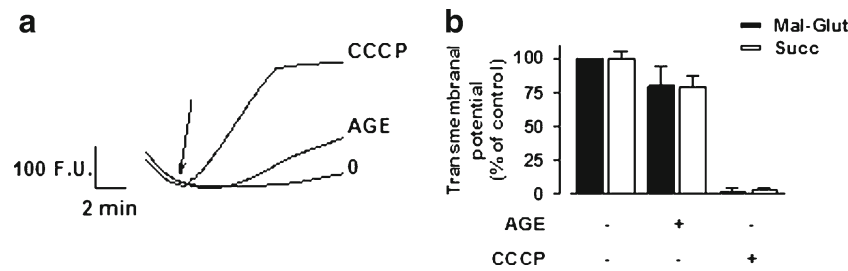 a
CCCP
AGE
0
100 F.U.
2 min
b
Mal-Glut
Succ
Transmembranal
potential
(% of control)
100
75
50
25
0
AGE - + -
CCCP - - +